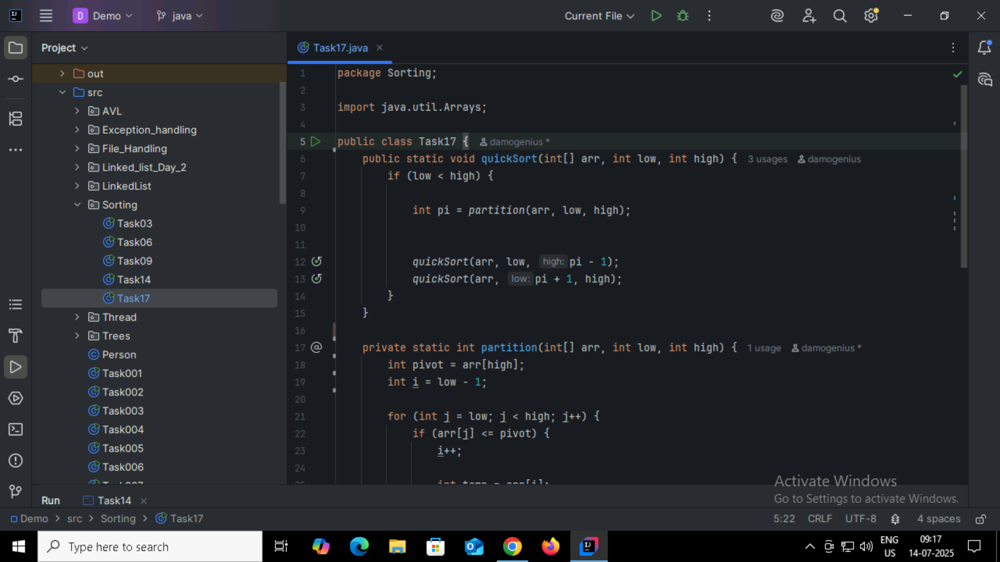 D Demo
java
Current File
Project
Task17.java
out
src
AVL
Exception_handling
File_Handling
Linked_list_Day_2
LinkedList
Sorting
Task03
Task06
Task09
Task14
Task17
Thread
Trees
Person
Task001
Task002
Task003
Task004
Task005
Task006
1 package Sorting;
2
3 import java.util.Arrays;
4
5 public class Task17 { damogenius *
6 public static void quickSort(int[] arr, int low, int high) { 3 usages damogenius
7 if (low < high) {
8
9 int pi = partition(arr, low, high);
10
11
12 quickSort(arr, low, high: pi - 1);
13 quickSort(arr, low: pi + 1, high);
14 }
15 }
16
17 private static int partition(int[] arr, int low, int high) { 1 usage damogenius *
18 int pivot = arr[high];
19 int i = low - 1;
20
21 for (int j = low; j < high; j++) {
22 if (arr[j] <= pivot) {
23 i++;
24
Activate Windows
Go to Settings to activate Windows.
Run Task14
Demo > src > Sorting > Task17
5:22 CRLF UTF-8 4 spaces
Type here to search
ENG
US
09:17
14-07-2025